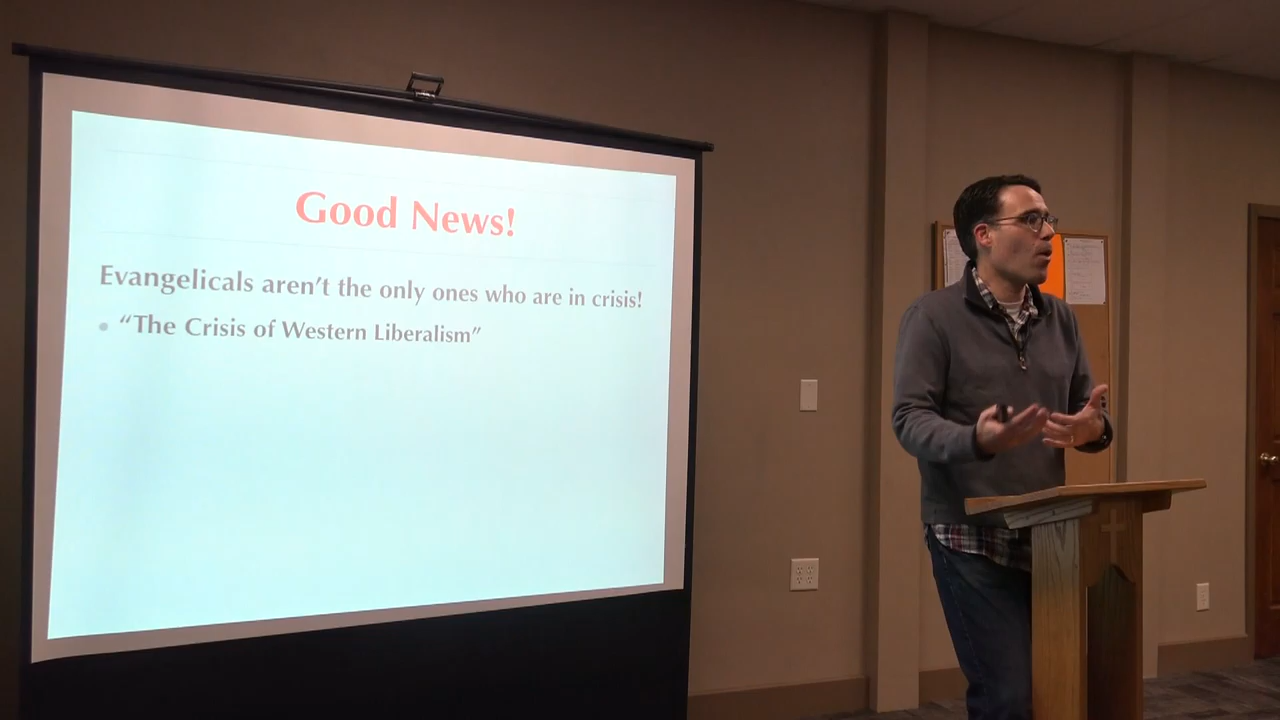 Good News!
Evangelicals aren't the only ones who are in crisis!
• “The Crisis of Western Liberalism”